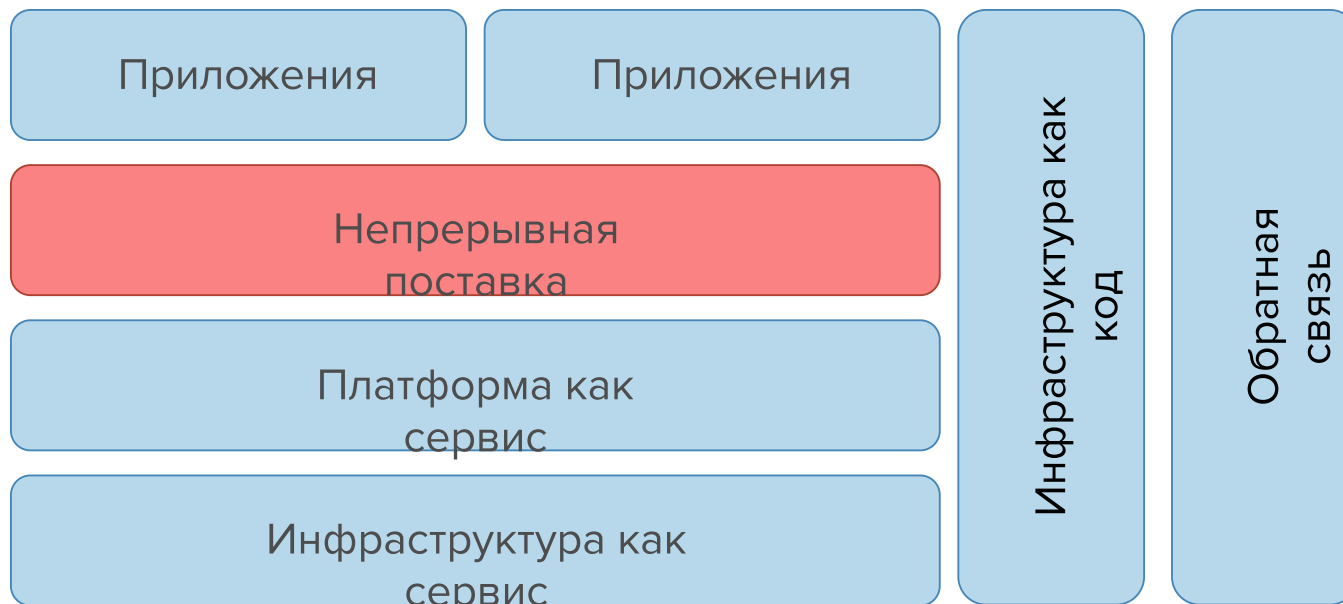 Приложения
Приложения
Непрерывная
поставка
Платформа как
сервис
Инфраструктура как
сервис
Инфраструктура как
код
Обратная
связь